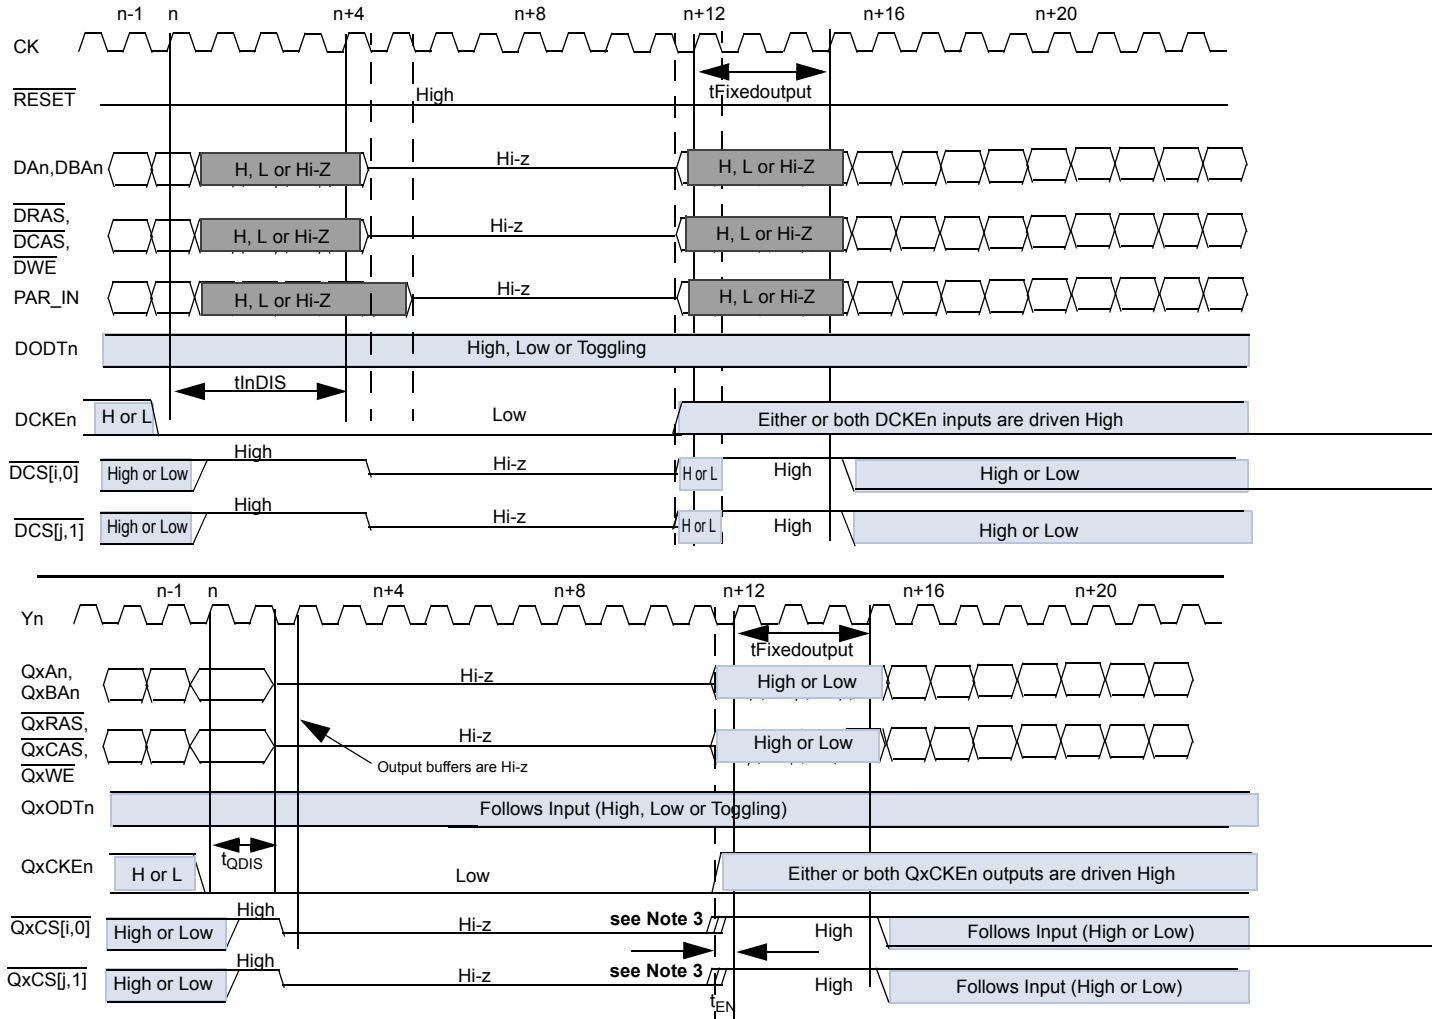 n-1 n n+4 n+8 n+12 n+16 n+20
CK
tFixedoutput
RESET High
DAn,DBAn H, L or Hi-Z Hi-z H, L or Hi-Z
DRAS,
DCAS, H, L or Hi-Z Hi-z H, L or Hi-Z
DWE
PAR_IN H, L or Hi-Z Hi-z H, L or Hi-Z
DODTn High, Low or Toggling
tInDIS
DCKEn H or L Low Either or both DCKEn inputs are driven High
DCS[i,0] High or Low High Hi-z H or L High High or Low
DCS[j,1] High or Low High Hi-z H or L High High or Low
n-1 n n+4 n+8 n+12 n+16 n+20
Yn
tFixedoutput
QxAn,
QxBAn Hi-z High or Low
QxRAS,
QxCAS, Hi-z High or Low
QxWE
Output buffers are Hi-z
QxODTn Follows Input (High, Low or Toggling)
tQDIS
QxCKEn H or L Low Either or both QxCKEn outputs are driven High
QxCS[i,0] High or Low High Hi-z see Note 3 High Follows Input (High or Low)
QxCS[j,1] High or Low High Hi-z see Note 3 High Follows Input (High or Low)
tEN